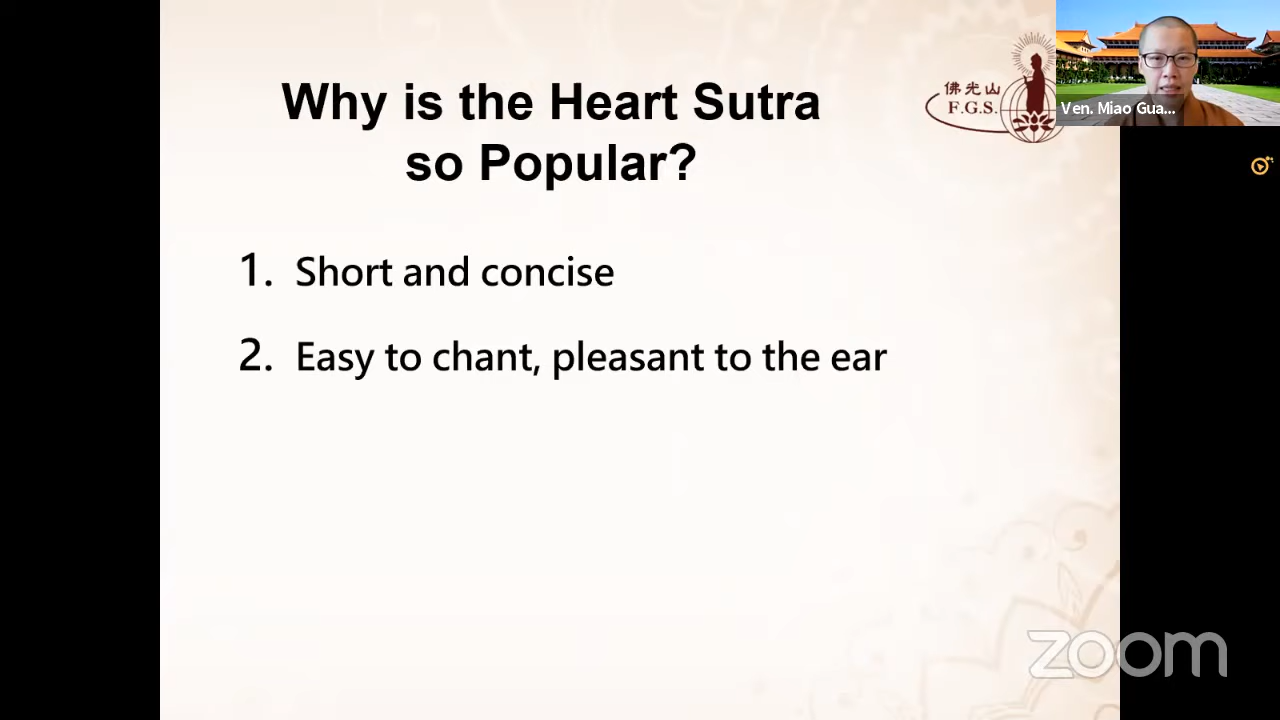 Why is the Heart Sutra
so Popular?
佛光山
F.G.S.
Ven. Miao Gua...
1. Short and concise
2. Easy to chant, pleasant to the ear
zoom